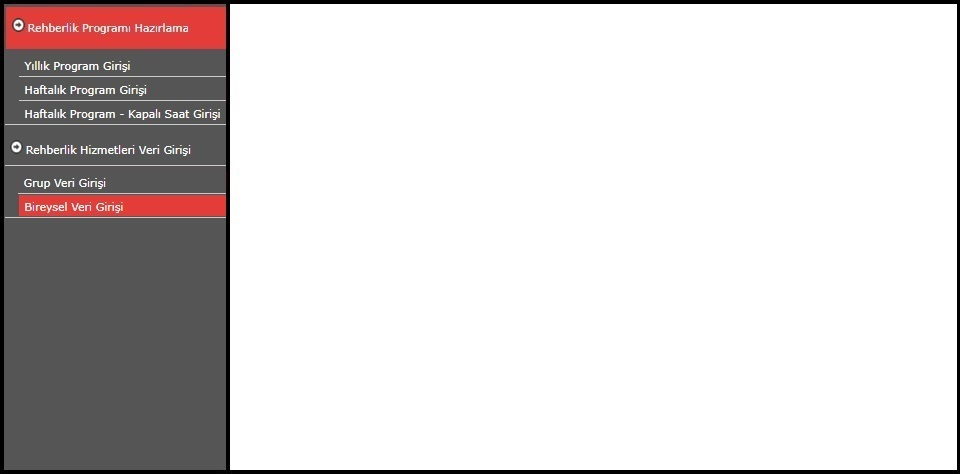 Rehberlik Programı Hazırlama
Yıllık Program Girişi
Haftalık Program Girişi
Haftalık Program - Kapalı Saat Girişi
Rehberlik Hizmetleri Veri Girişi
Grup Veri Girişi
Bireysel Veri Girişi